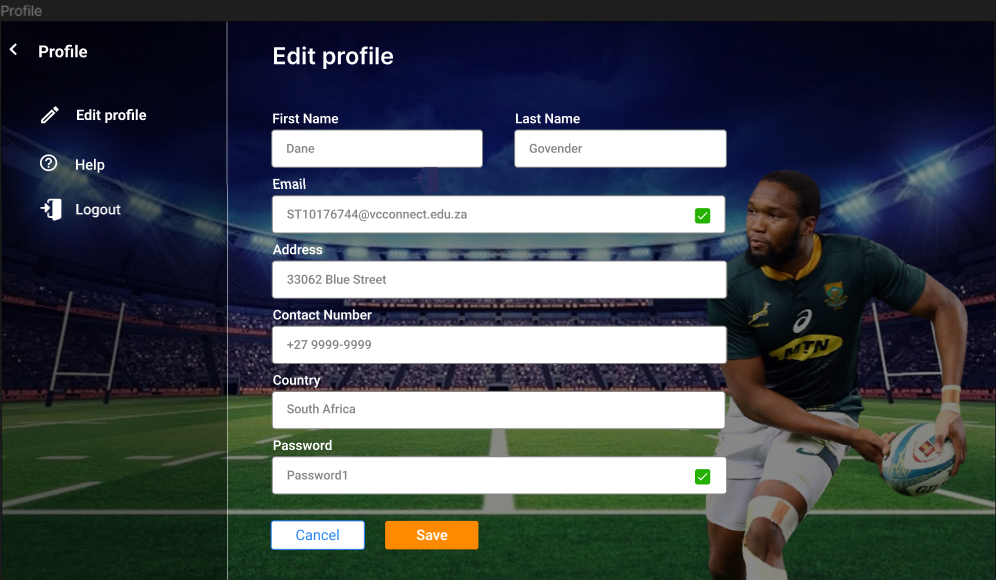 Profile
Profile
Edit profile
Help
Logout
Edit profile
First Name
Last Name
Dane
Govender
Email
ST10176744@vcconnect.edu.za
Address
33062 Blue Street
Contact Number
+27 9999-9999
Country
South Africa
Password
Password1
Cancel
Save
MTN